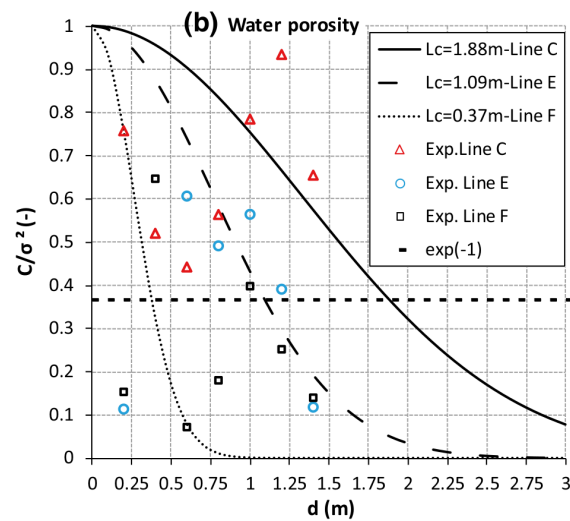 (b) Water porosity
1
0.9
0.8
0.7
0.6
0.5
0.4
0.3
0.2
0.1
0
C/σ² (-)
Lc=1.88m-Line C
Lc=1.09m-Line E
Lc=0.37m-Line F
Exp.Line C
Exp. Line E
Exp. Line F
exp(-1)
0 0.25 0.5 0.75 1 1.25 1.5 1.75 2 2.25 2.5 2.75 3
d (m)